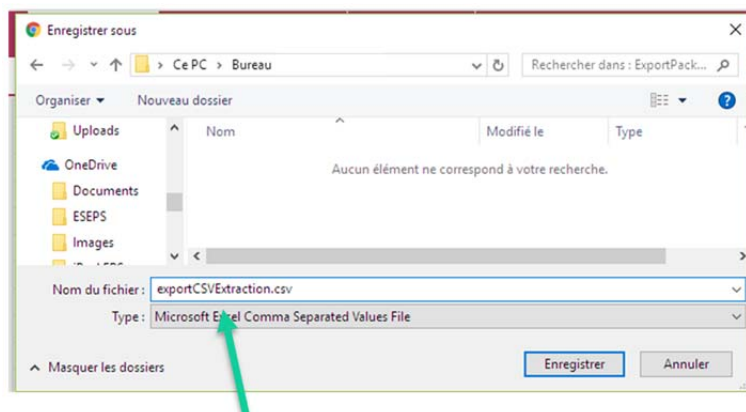 Enregistrer sous
Ce PC > Bureau
Rechercher dans : ExportPack...
Organiser
Nouveau dossier
?
Uploads
Nom
Modifié le
Type
OneDrive
Aucun élément ne correspond à votre recherche.
Documents
ESEPS
Images
Nom du fichier : exportCSVExtraction.csv
Type : Microsoft Excel Comma Separated Values File
Masquer les dossiers
Enregistrer
Annuler